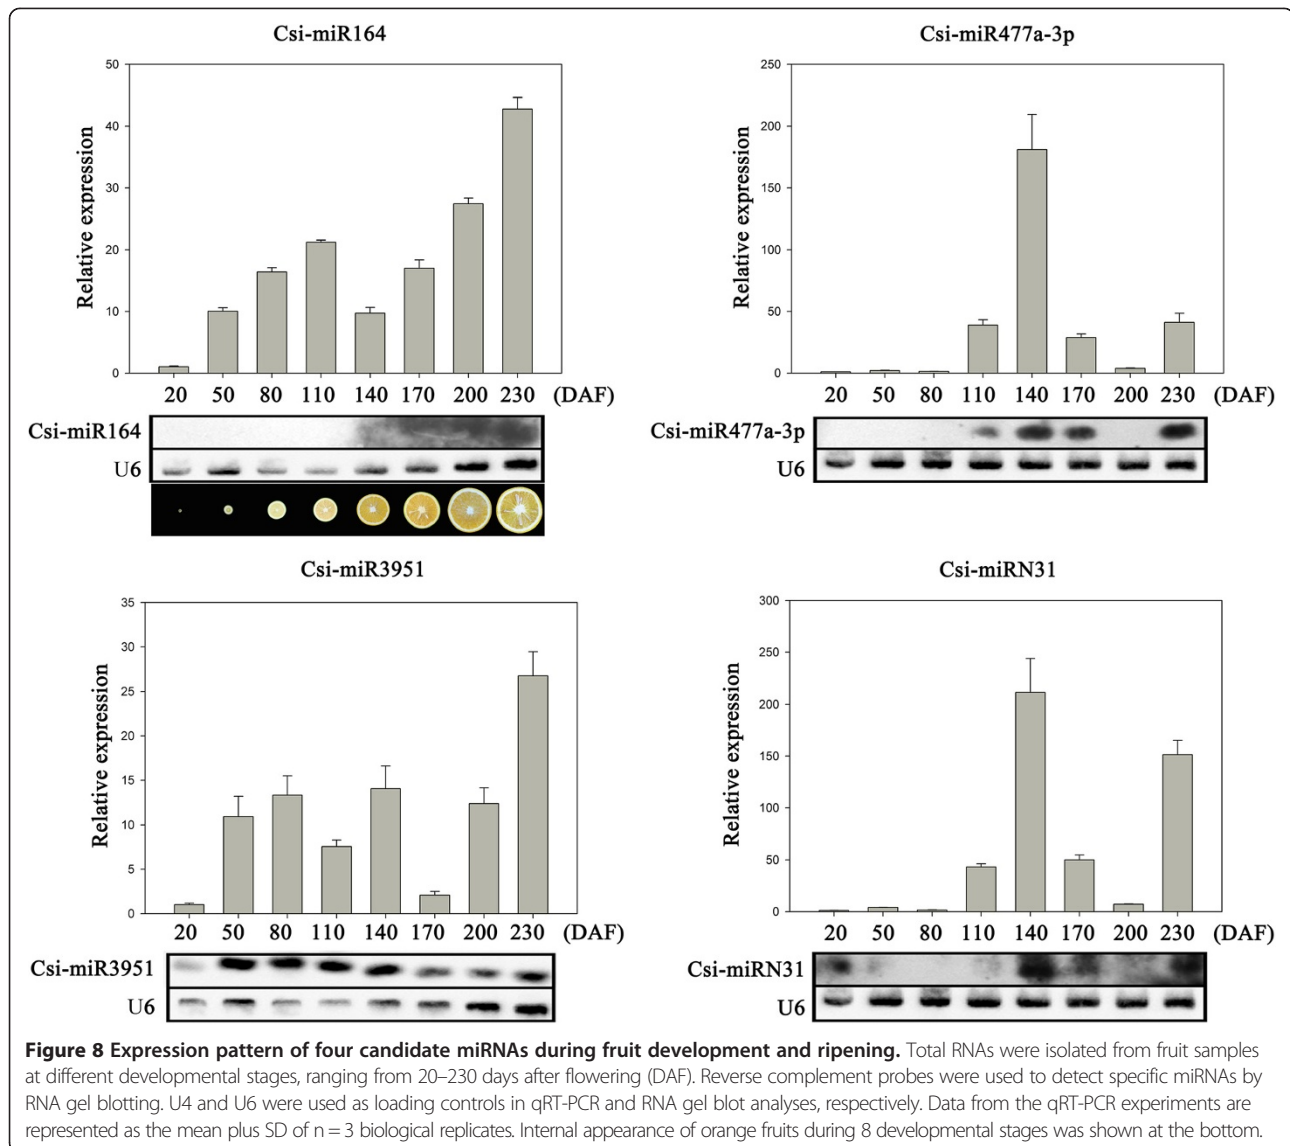 Csi-miR164
50
40
30
20
10
0
Relative expression
20 50 80 110 140 170 200 230 (DAF)
Csi-miR164
U6
Csi-miR477a-3p
250
200
150
100
50
0
Relative expression
20 50 80 110 140 170 200 230 (DAF)
Csi-miR477a-3p
U6
Csi-miR3951
35
30
25
20
15
10
5
0
Relative expression
20 50 80 110 140 170 200 230 (DAF)
Csi-miR3951
U6
Csi-miRN31
300
250
200
150
100
50
0
Relative expression
20 50 80 110 140 170 200 230 (DAF)
Csi-miRN31
U6
Figure 8 Expression pattern of four candidate miRNAs during fruit development and ripening. Total RNAs were isolated from fruit samples
at different developmental stages, ranging from 20–230 days after flowering (DAF). Reverse complement probes were used to detect specific miRNAs by
RNA gel blotting. U4 and U6 were used as loading controls in qRT-PCR and RNA gel blot analyses, respectively. Data from the qRT-PCR experiments are
represented as the mean plus SD of n = 3 biological replicates. Internal appearance of orange fruits during 8 developmental stages was shown at the bottom.